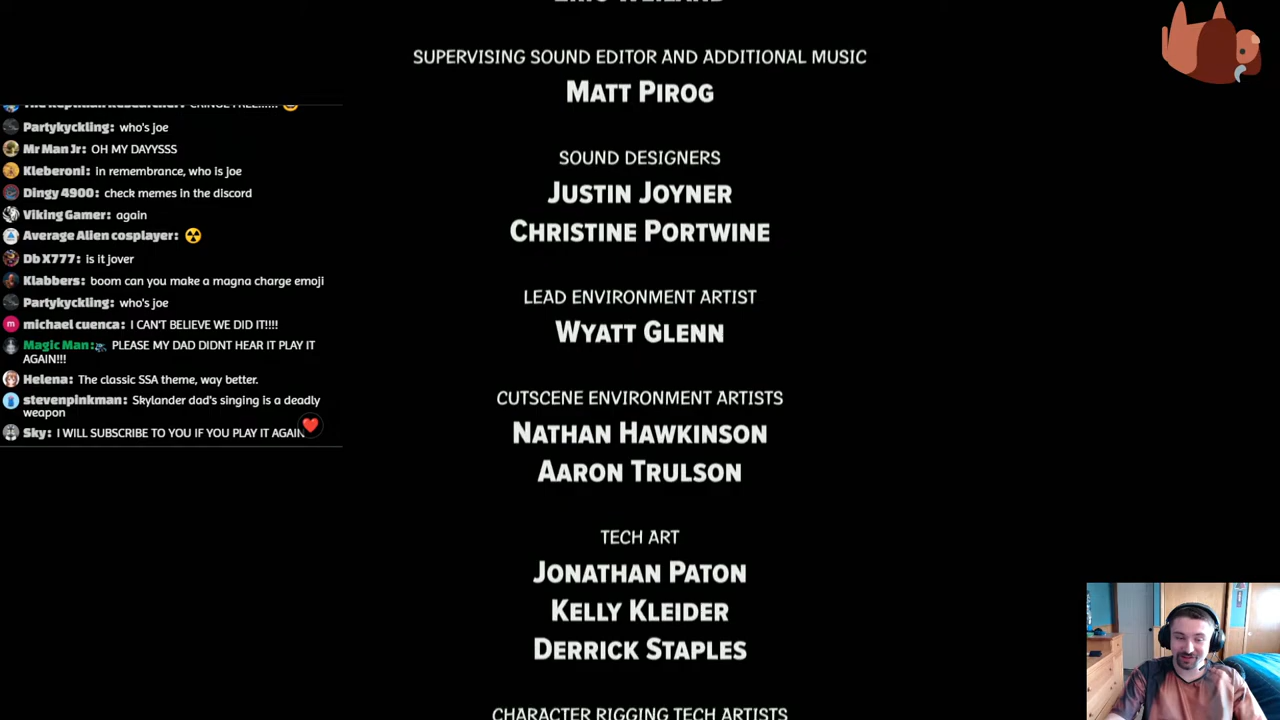 SUPERVISING SOUND EDITOR AND ADDITIONAL MUSIC
MATT PIROG
SOUND DESIGNERS
JUSTIN JOYNER
CHRISTINE PORTWINE
LEAD ENVIRONMENT ARTIST
WYATT GLENN
CUTSCENE ENVIRONMENT ARTISTS
NATHAN HAWKINSON
AARON TRULSON
TECH ART
JONATHAN PATON
KELLY KLEIDER
DERRICK STAPLES
CHARACTER RIGGING TECH ARTISTS
Partykyckling: who's joe
Mr Man Jr: OH MY DAYYSSS
Kleberoni: in remembrance, who is joe
Dingy 4900: check memes in the discord
Viking Gamer: again
Average Alien cosplayer: ☢
Db X777: is it jover
Klabbers: boom can you make a magna charge emoji
Partykyckling: who's joe
m michael cuenca: I CAN'T BELIEVE WE DID IT!!!!
Magic Man: PLEASE MY DAD DIDNT HEAR IT PLAY IT
AGAIN!!!
Helena: The classic SSA theme, way better.
stevenpinkman: Skylander dad's singing is a deadly
weapon
Sky: I WILL SUBSCRIBE TO YOU IF YOU PLAY IT AGAIN